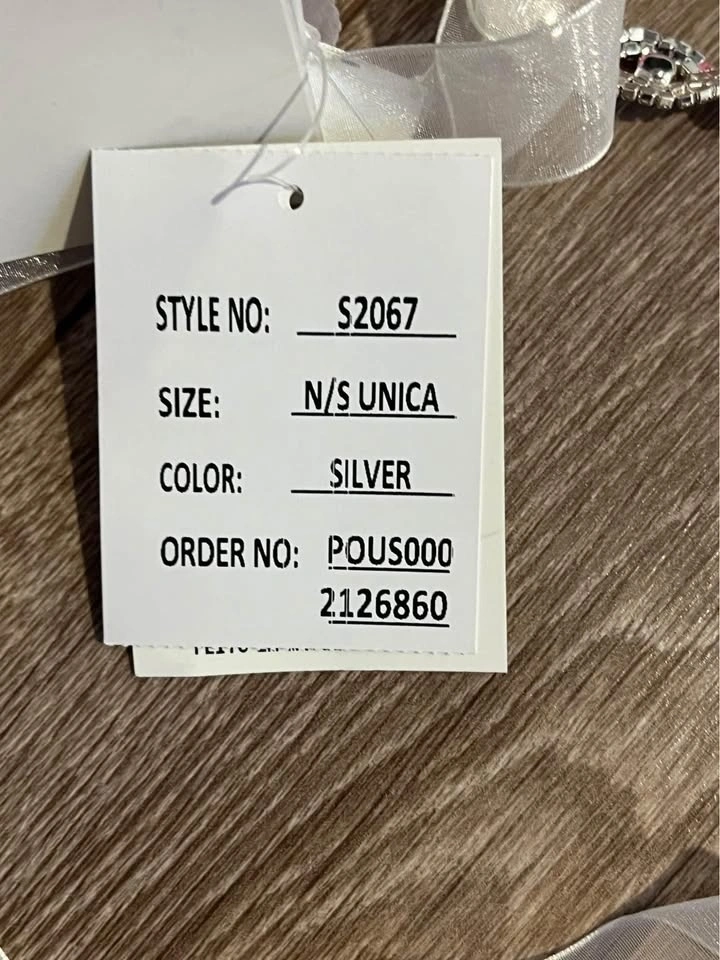 STYLE NO: S2067
SIZE: N/S UNICA
COLOR: SILVER
ORDER NO: POUS000
2126860